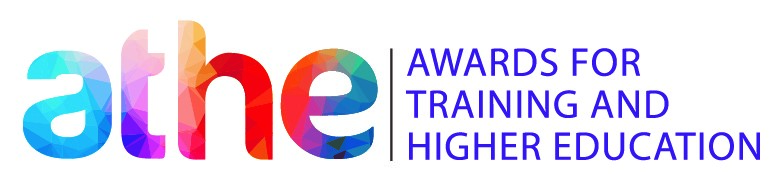 athe
AWARDS FOR
TRAINING AND
HIGHER EDUCATION